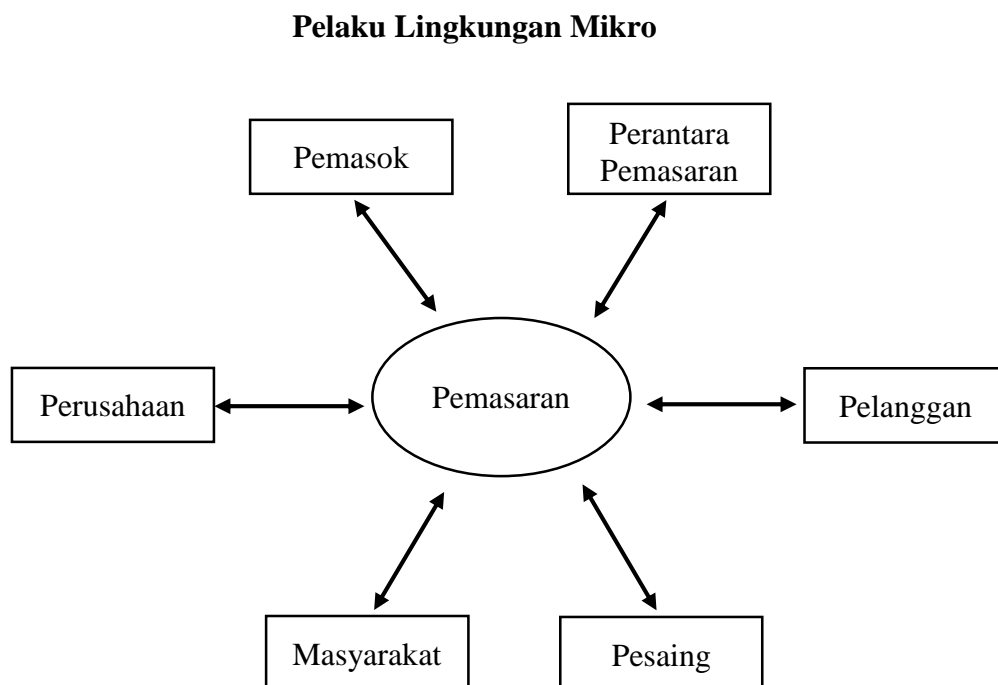 Pelaku Lingkungan Mikro
Pemasok
Perantara
Pemasaran
Perusahaan
Pemasaran
Pelanggan
Masyarakat
Pesaing